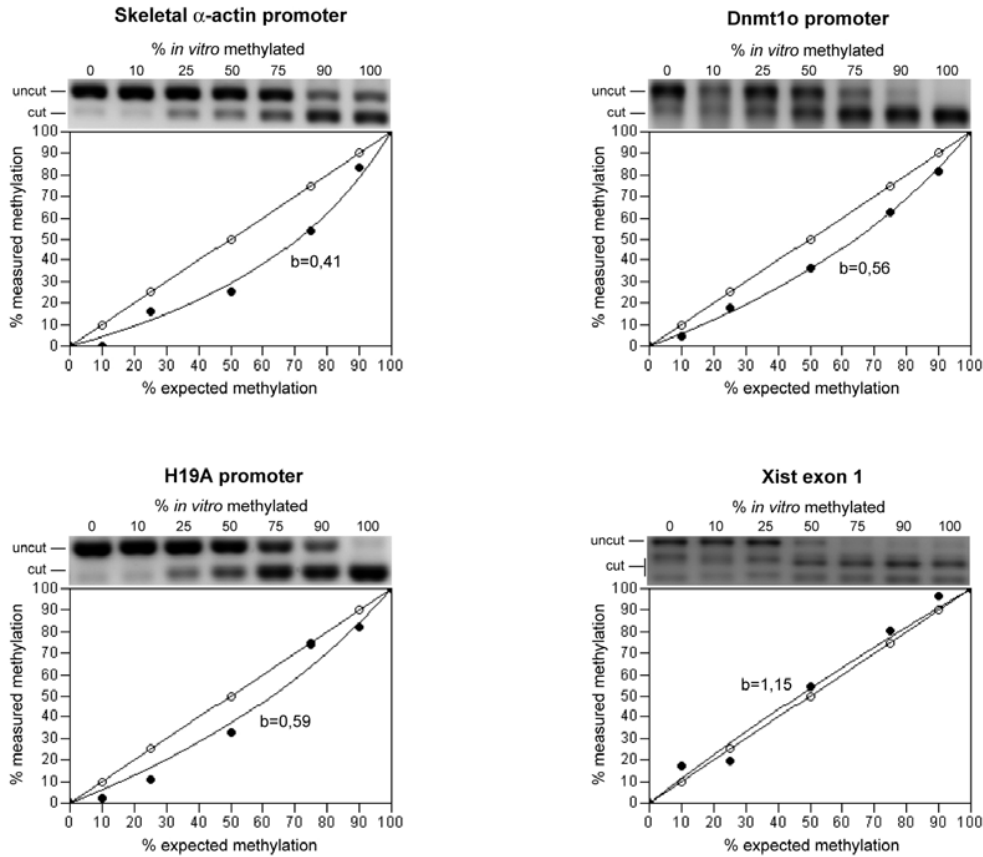 Skeletal α-actin promoter
% in vitro methylated
0 10 25 50 75 90 100
uncut
cut
100
90
80
70
60
50
40
30
20
10
0
% measured methylation
b=0,41
0 10 20 30 40 50 60 70 80 90 100
% expected methylation
Dnmt1o promoter
% in vitro methylated
0 10 25 50 75 90 100
uncut
cut
100
90
80
70
60
50
40
30
20
10
0
% measured methylation
b=0,56
0 10 20 30 40 50 60 70 80 90 100
% expected methylation
H19A promoter
% in vitro methylated
0 10 25 50 75 90 100
uncut
cut
100
90
80
70
60
50
40
30
20
10
0
% measured methylation
b=0,59
0 10 20 30 40 50 60 70 80 90 100
% expected methylation
Xist exon 1
% in vitro methylated
0 10 25 50 75 90 100
uncut
cut
100
90
80
70
60
50
40
30
20
10
0
% measured methylation
b=1,15
0 10 20 30 40 50 60 70 80 90 100
% expected methylation